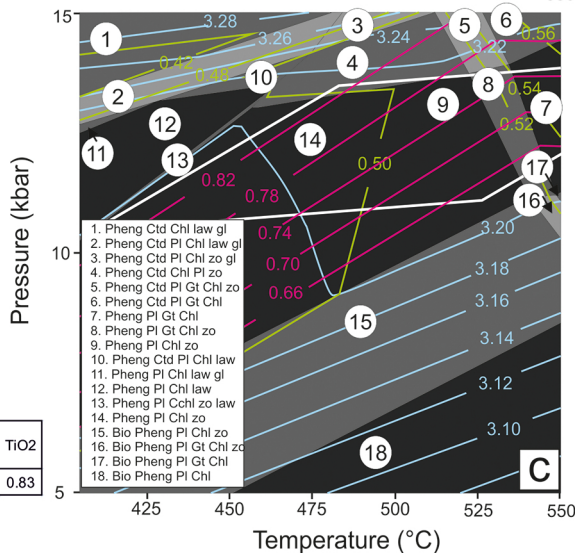 15
1
3.28
3
5
6
3.26
3.24
0.56
0.42
3.22
0.48
4
10
8
2
0.54
9
7
12
0.52
14
11
13
0.50
17
0.82
0.78
16
3.20
0.74
10
3.18
0.70
0.66
3.16
15
3.14
3.12
3.10
18
C
Pressure (kbar)
1. Pheng Ctd Chl law gl
2. Pheng Ctd Pl Chl law gl
3. Pheng Ctd Pl Chl zo gl
4. Pheng Ctd Chl Pl zo
5. Pheng Ctd Pl Gt Chl zo
6. Pheng Ctd Pl Gt Chl
7. Pheng Pl Gt Chl
8. Pheng Pl Gt Chl zo
9. Pheng Pl Chl zo
10. Pheng Ctd Pl Chl law
11. Pheng Pl Chl law gl
12. Pheng Pl Chl law
13. Pheng Pl Cchl zo law
14. Pheng Pl Chl zo
15. Bio Pheng Pl Chl zo
16. Bio Pheng Pl Gt Chl zo
17. Bio Pheng Pl Gt Chl
18. Bio Pheng Pl Chl
TiO2
0.83
5
425 450 475 500 525 550
Temperature (°C)